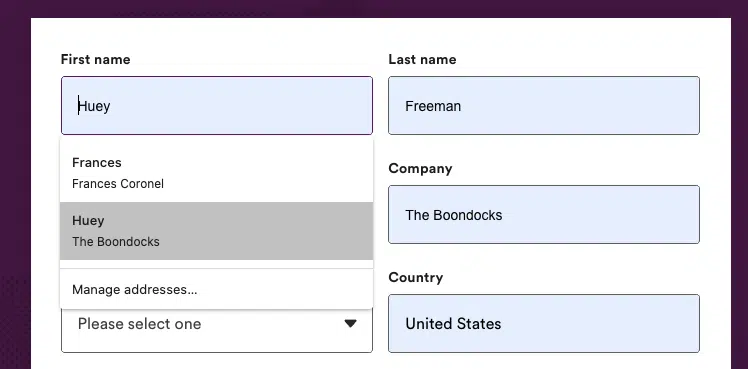 First name
Last name
Huey
Freeman
Frances
Frances Coronel
Company
Huey
The Boondocks
The Boondocks
Country
Manage addresses...
Please select one
United States